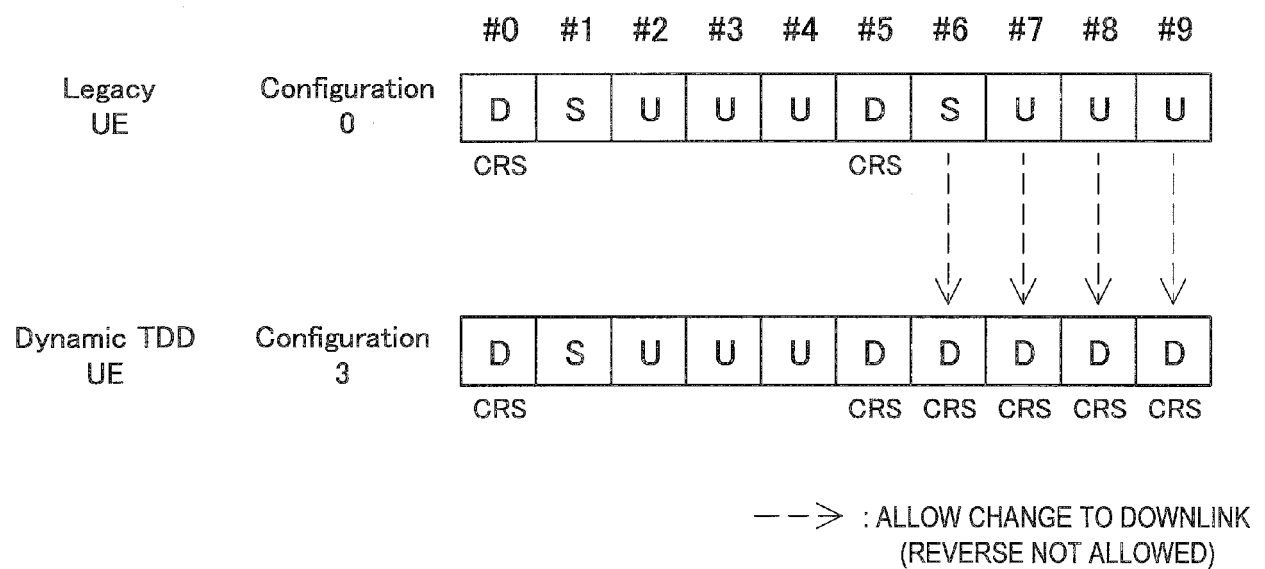 #0 #1 #2 #3 #4 #5 #6 #7 #8 #9
Legacy UE Configuration 0 D S U U U D S U U U
CRS CRS
Dynamic TDD UE Configuration 3 D S U U U D D D D D
CRS CRS CRS CRS CRS CRS
: ALLOW CHANGE TO DOWNLINK
(REVERSE NOT ALLOWED)